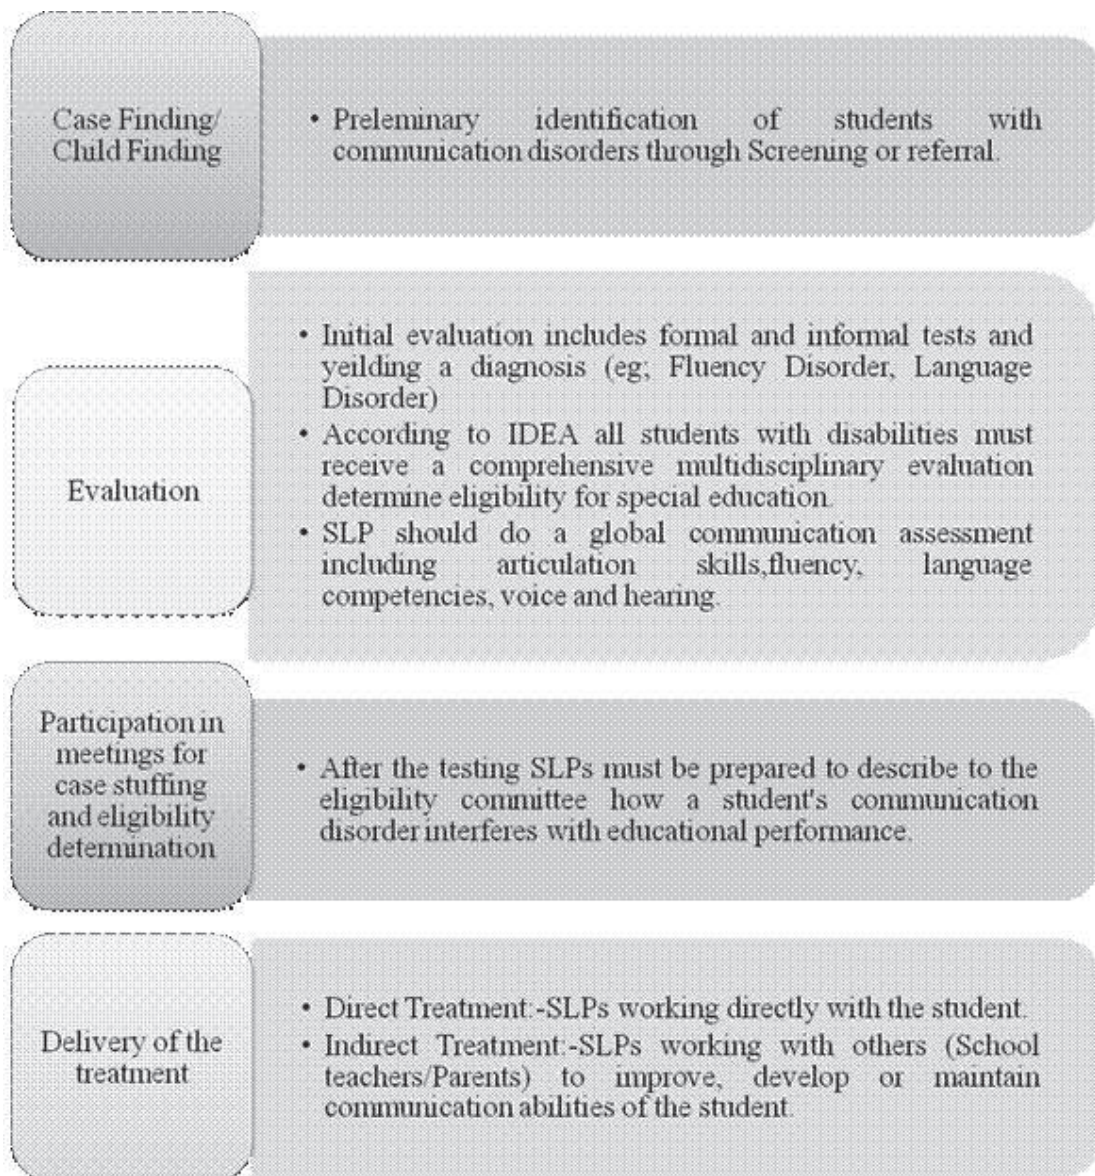 Case Finding/
Child Finding
• Preleminary identification of students with
communication disorders through Screening or referral.
Evaluation
• Initial evaluation includes formal and informal tests and
yeilding a diagnosis (eg; Fluency Disorder, Language
Disorder)
• According to IDEA all students with disabilities must
receive a comprehensive multidisciplinary evaluation
determine eligibility for special education.
• SLP should do a global communication assessment
including articulation skills,fluency, language
competencies, voice and hearing.
Participation in
meetings for
case stuffing
and eligibility
determination
• After the testing SLPs must be prepared to describe to the
eligibility committee how a student's communication
disorder interferes with educational performance.
Delivery of the
treatment
• Direct Treatment:-SLPs working directly with the student.
• Indirect Treatment:-SLPs working with others (School
teachers/Parents) to improve, develop or maintain
communication abilities of the student.